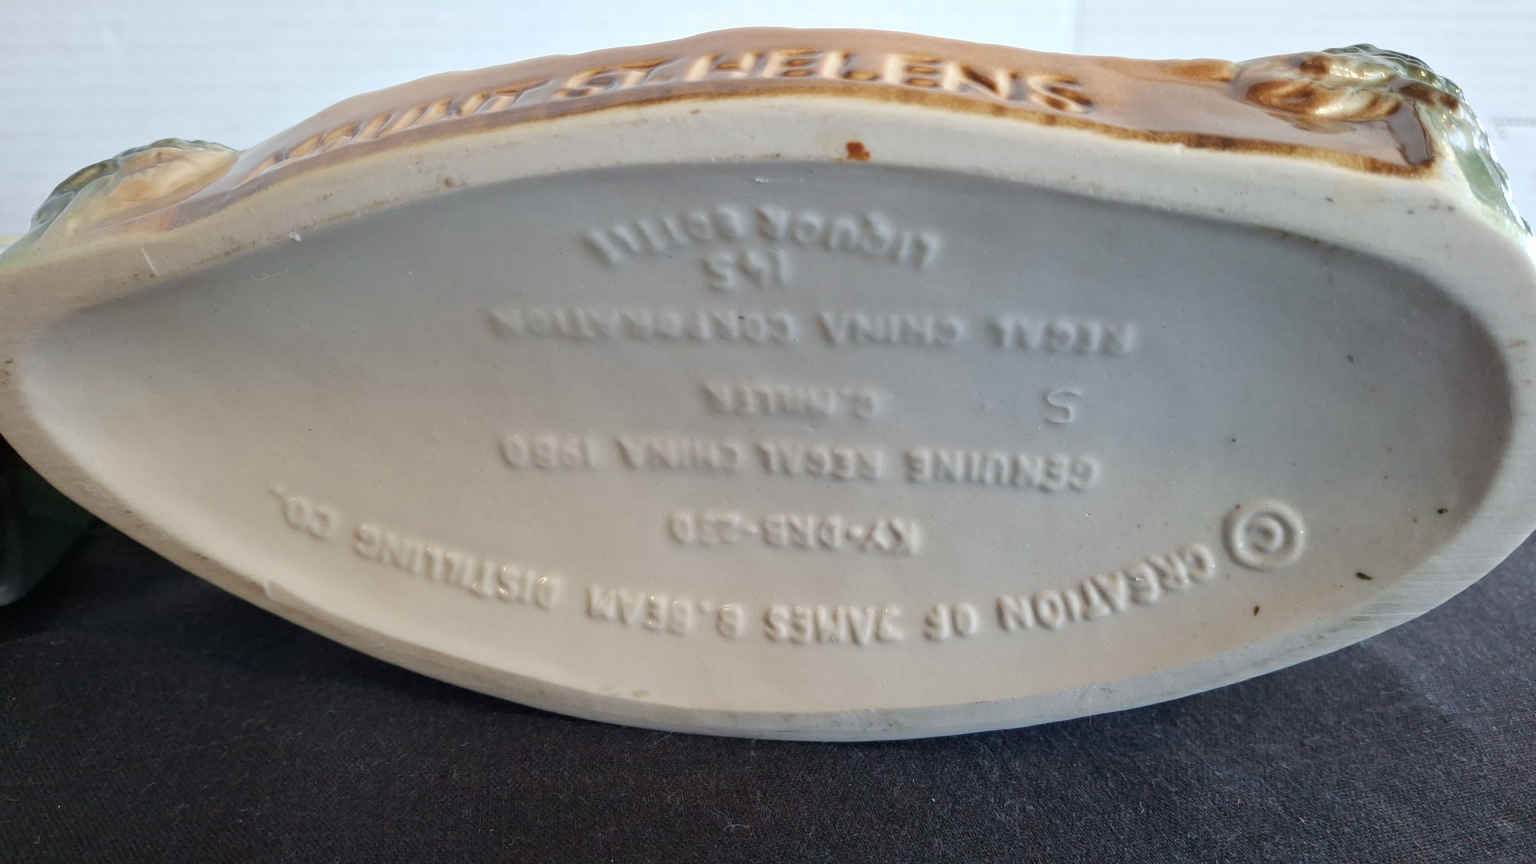 MOUNT ST. HELENS
© CREATION OF JAMES B. BEAM DISTILLING CO.
KY-DRB-230
GENUINE REGAL CHINA 1980
C. MILLER
S
REGAL CHINA CORPORATION
145
LIQUOR BOTTLE